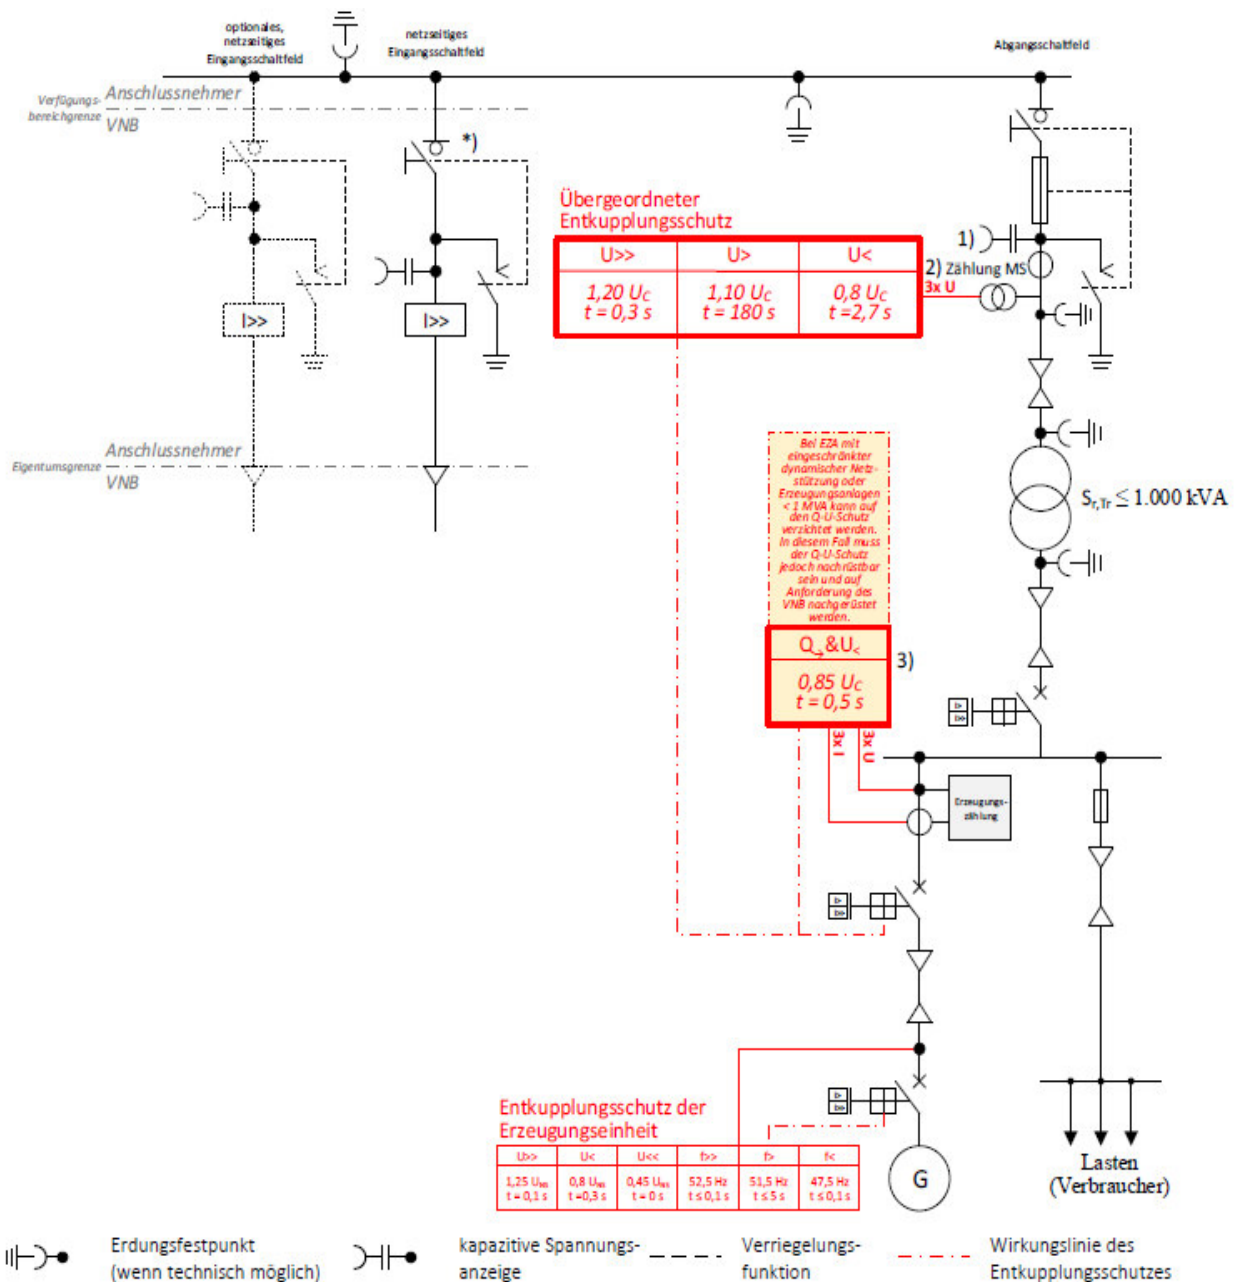 optionales,
netzseitiges
Eingangsschaltfeld
netzseitiges
Eingangsschaltfeld
Abgangsschaltfeld
Verfügungs-
bereichgrenze
Anschlussnehmer
VNB
*)
Übergeordneter
Entkupplungsschutz
U>> U> U<
1,20 UC 1,10 UC 0,8 UC
t = 0,3 s t = 180 s t =2,7 s
1)
2) Zählung MS
3x U
I>>
I>>
Anschlussnehmer
Eigentumsgrenze
VNB
Bei EZA mit
eingeschränkter
dynamischer Netz-
stützung oder
Erzeugungsanlagen
< 1 MVA kann auf
den Q-U-Schutz
verzichtet werden.
In diesem Fall muss
der Q-U-Schutz
jedoch nachrüstbar
sein und auf
Anforderung des
VNB nachgerüstet
werden.
Sr,Tr ≤ 1.000 kVA
Q→&U<
3)
0,85 UC
t = 0,5 s
3x I
3x U
I>
I>>
Erzeugungs-
zählung
I>
I>>
I>
I>>
Entkupplungsschutz der
Erzeugungseinheit
U>> U< U<< f>> f> f<
1,25 UNS 0,8 UNS 0,45 UNS 52,5 Hz 51,5 Hz 47,5 Hz
t = 0,1 s t =0,3 s t = 0 s t ≤ 0,1 s t ≤ 5 s t ≤ 0,1 s
G
Lasten
(Verbraucher)
Erdungsfestpunkt
(wenn technisch möglich)
kapazitive Spannungs-
anzeige
Verriegelungs-
funktion
Wirkungslinie des
Entkupplungsschutzes